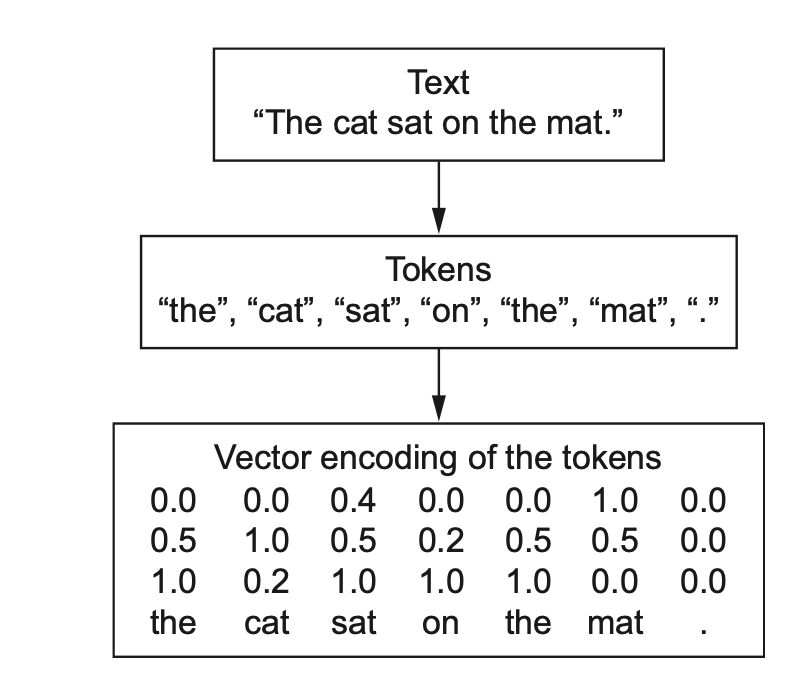 Text
“The cat sat on the mat.”
Tokens
“the”, “cat”, “sat”, “on”, “the”, “mat”, “.”
Vector encoding of the tokens
0.0 0.0 0.4 0.0 0.0 1.0 0.0
0.5 1.0 0.5 0.2 0.5 0.5 0.0
1.0 0.2 1.0 1.0 1.0 0.0 0.0
the cat sat on the mat .